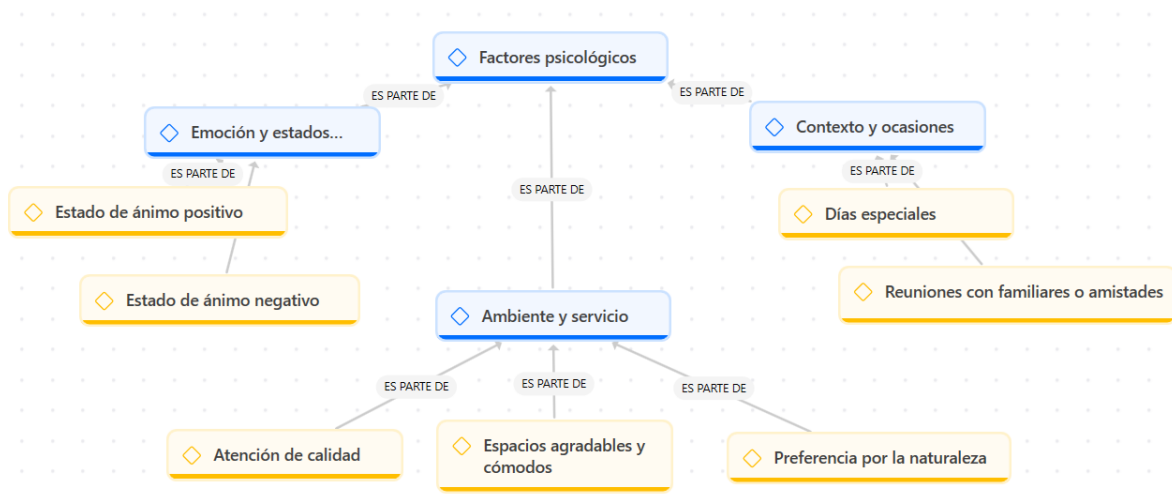 Factores psicológicos
ES PARTE DE
ES PARTE DE
Emoción y estados...
Contexto y ocasiones
ES PARTE DE
ES PARTE DE
ES PARTE DE
Estado de ánimo positivo
Días especiales
Estado de ánimo negativo
Reuniones con familiares o amistades
Ambiente y servicio
ES PARTE DE
ES PARTE DE
ES PARTE DE
Atención de calidad
Espacios agradables y
cómodos
Preferencia por la naturaleza